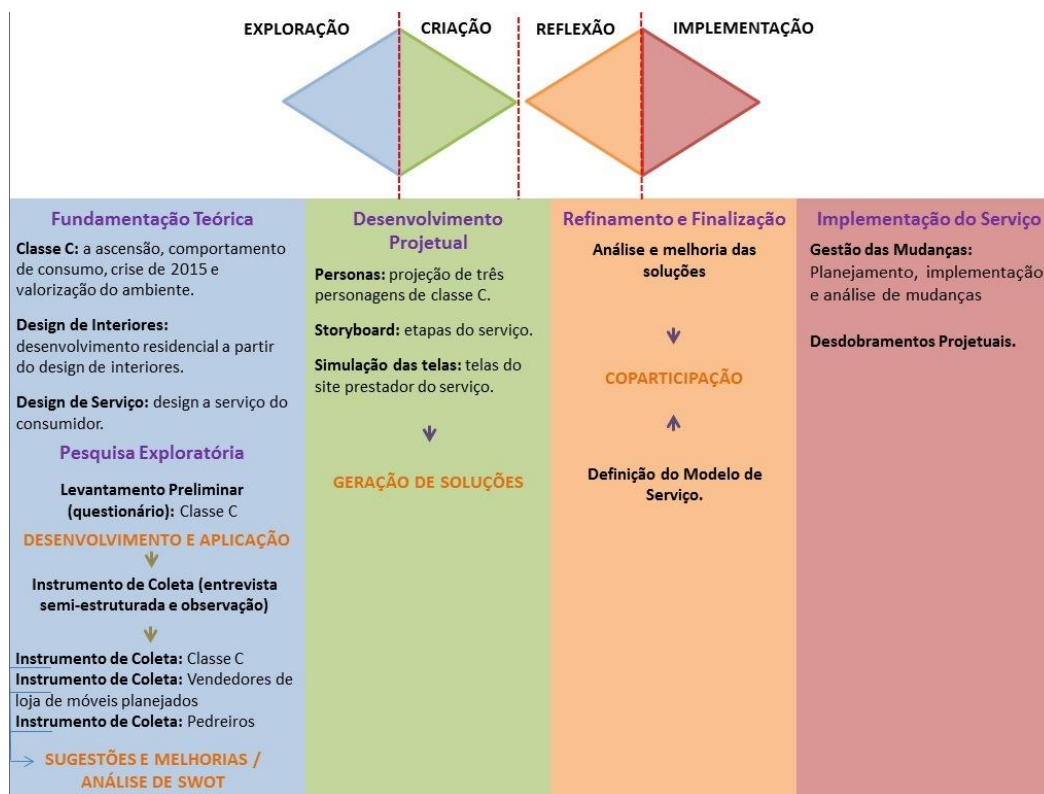 EXPLORAÇÃO
CRIAÇÃO
REFLEXÃO
IMPLEMENTAÇÃO
Fundamentação Teórica
Classe C: a ascensão, comportamento
de consumo, crise de 2015 e
valorização do ambiente.
Design de Interiores:
desenvolvimento residencial a partir
do design de interiores.
Design de Serviço: design a serviço do
consumidor.
Pesquisa Exploratória
Levantamento Preliminar
(questionário): Classe C
DESENVOLVIMENTO E APLICAÇÃO
Instrumento de Coleta (entrevista
semi-estruturada e observação)
Instrumento de Coleta: Classe C
Instrumento de Coleta: Vendedores de
loja de móveis planejados
Instrumento de Coleta: Pedreiros
SUGESTÕES E MELHORIAS /
ANÁLISE DE SWOT
Desenvolvimento
Projetual
Personas: projeção de três
personagens de classe C.
Storyboard: etapas do serviço.
Simulação das telas: telas do
site prestador do serviço.
GERAÇÃO DE SOLUÇÕES
Refinamento e Finalização
Análise e melhoria das
soluções
COPARTICIPAÇÃO
Definição do Modelo de
Serviço.
Implementação do Serviço
Gestão das Mudanças:
Planejamento, implementação
e análise de mudanças
Desdobramentos Projetuais.